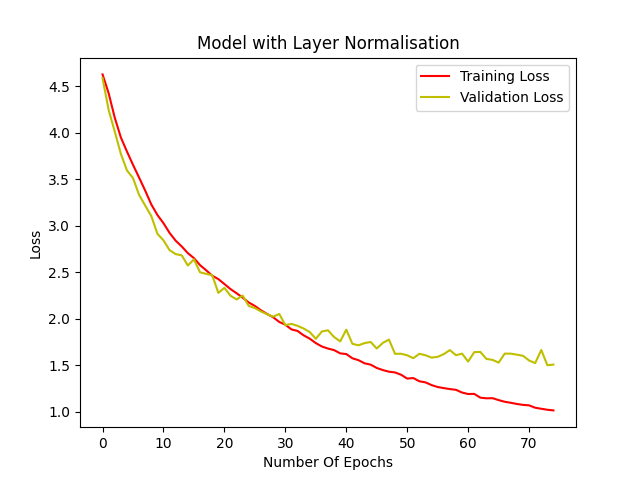 Model with Layer Normalisation
Training Loss
Validation Loss
4.5
4.0
3.5
3.0
2.5
2.0
1.5
1.0
Loss
0 10 20 30 40 50 60 70
Number Of Epochs